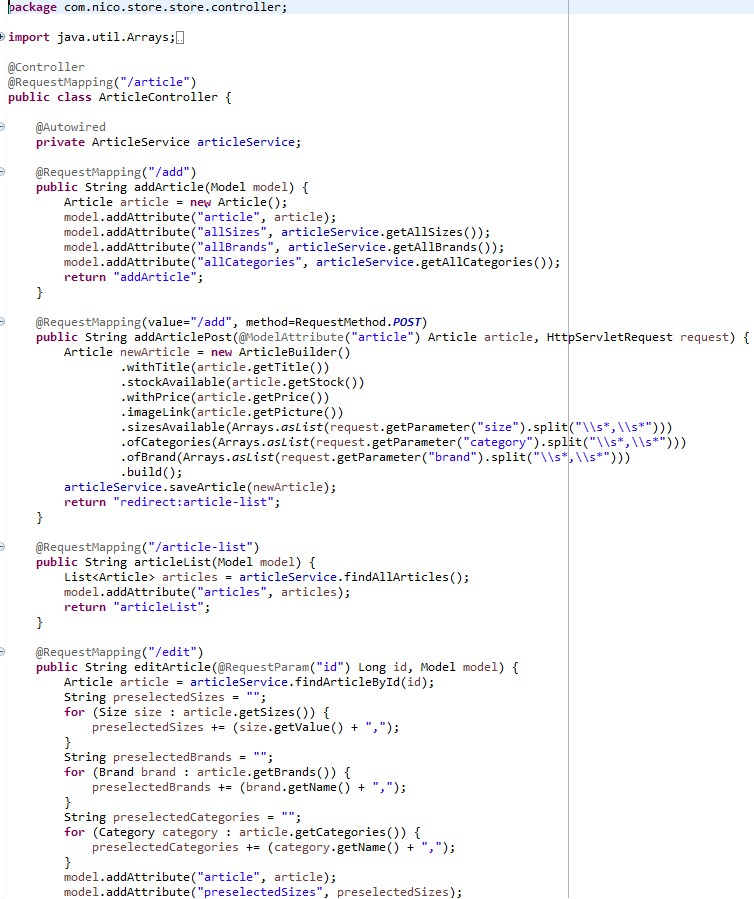 package com.nico.store.store.controller;
import java.util.Arrays;
@Controller
@RequestMapping("/article")
public class ArticleController {
@Autowired
private ArticleService articleService;
@RequestMapping("/add")
public String addArticle(Model model) {
Article article = new Article();
model.addAttribute("article", article);
model.addAttribute("allSizes", articleService.getAllSizes());
model.addAttribute("allBrands", articleService.getAllBrands());
model.addAttribute("allCategories", articleService.getAllCategories());
return "addArticle";
}
@RequestMapping(value="/add", method=RequestMethod.POST)
public String addArticlePost(@ModelAttribute("article") Article article, HttpServletRequest request) {
Article newArticle = new ArticleBuilder()
.withTitle(article.getTitle())
.stockAvailable(article.getStock())
.withPrice(article.getPrice())
.imageLink(article.getPicture())
.sizesAvailable(Arrays.asList(request.getParameter("size").split("\\s*,\\s*")))
.ofCategories(Arrays.asList(request.getParameter("category").split("\\s*,\\s*")))
.ofBrand(Arrays.asList(request.getParameter("brand").split("\\s*,\\s*")))
.build();
articleService.saveArticle(newArticle);
return "redirect:article-list";
}
@RequestMapping("/article-list")
public String articleList(Model model) {
List<Article> articles = articleService.findAllArticles();
model.addAttribute("articles", articles);
return "articleList";
}
@RequestMapping("/edit")
public String editArticle(@RequestParam("id") Long id, Model model) {
Article article = articleService.findArticleById(id);
String preselectedSizes = "";
for (Size size : article.getSizes()) {
preselectedSizes += (size.getValue() + ",");
}
String preselectedBrands = "";
for (Brand brand : article.getBrands()) {
preselectedBrands += (brand.getName() + ",");
}
String preselectedCategories = "";
for (Category category : article.getCategories()) {
preselectedCategories += (category.getName() + ",");
}
model.addAttribute("article", article);
model.addAttribute("preselectedSizes", preselectedSizes);